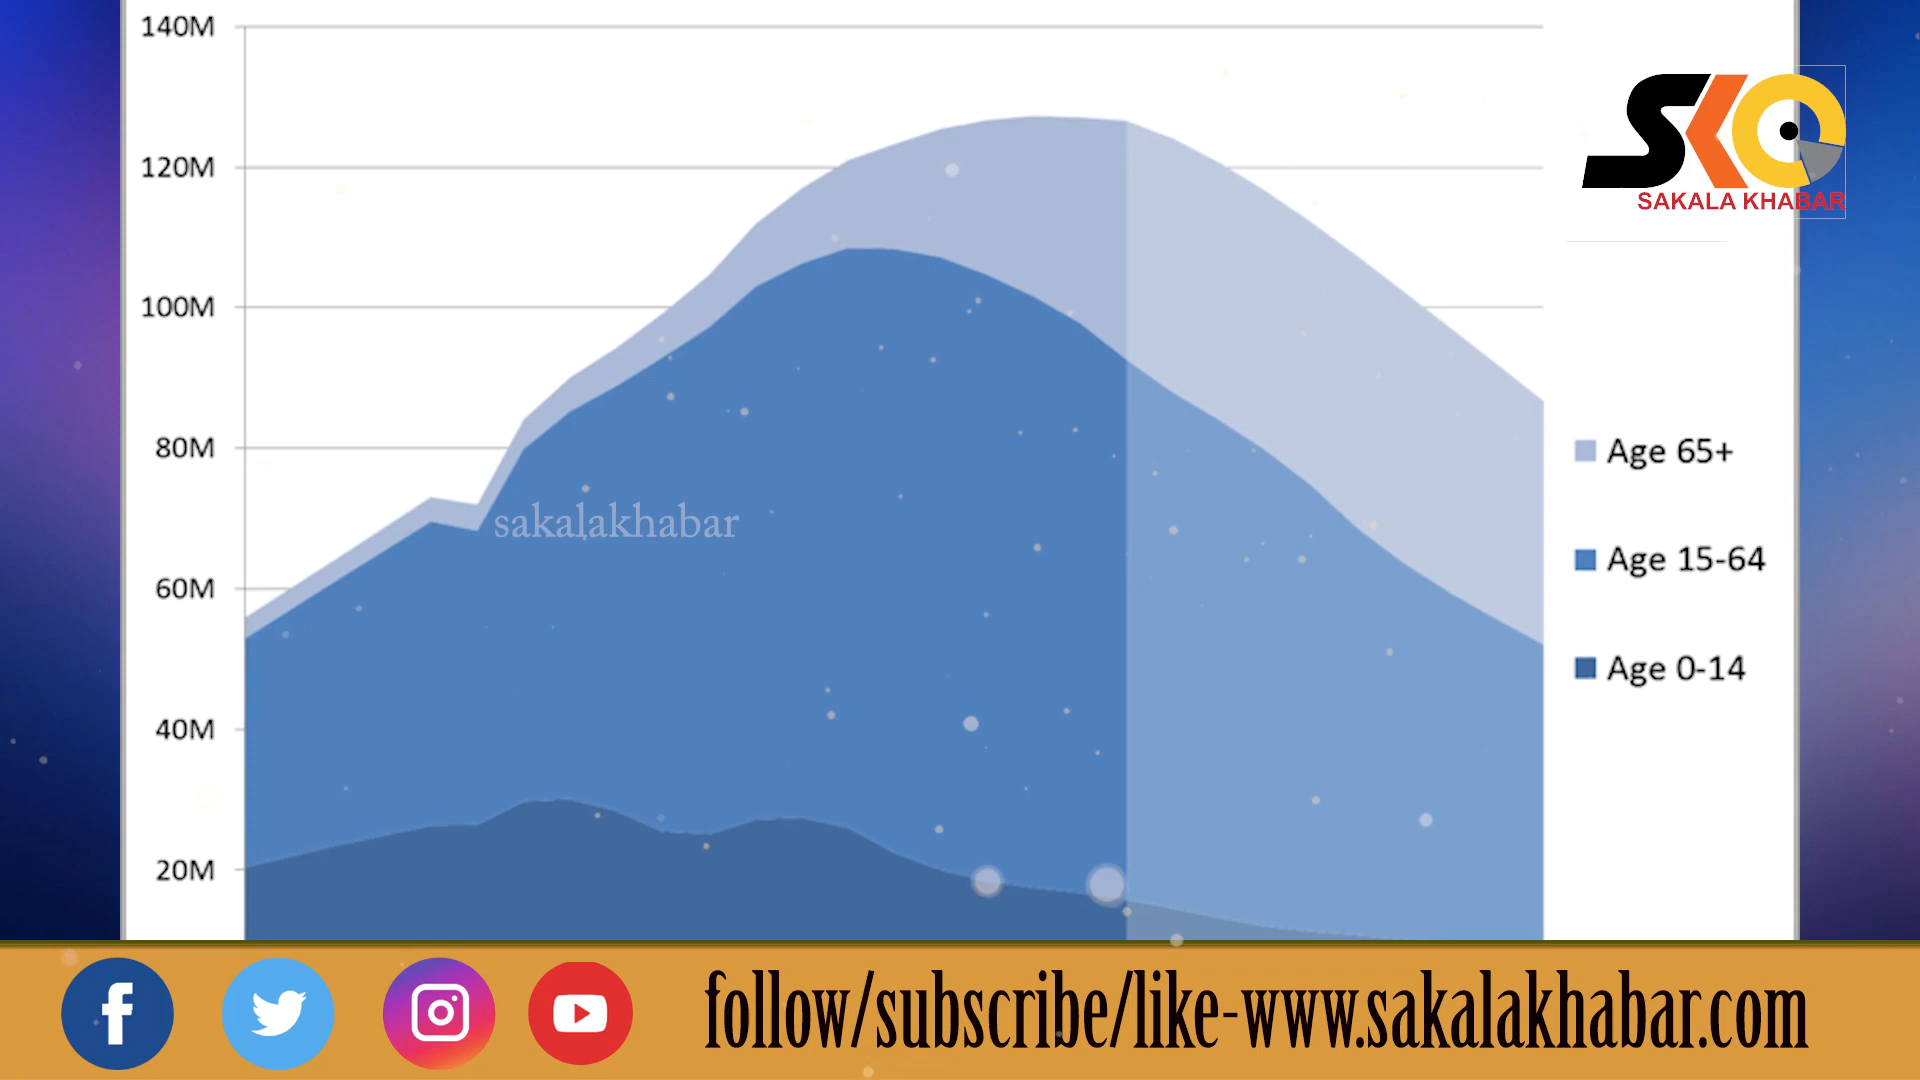 140M
120M
100M
80M
60M
40M
20M
sakalakhabar
SKQ
SAKALA KHABAR
Age 65+
Age 15-64
Age 0-14
follow/subscribe/like-www.sakalakhabar.com